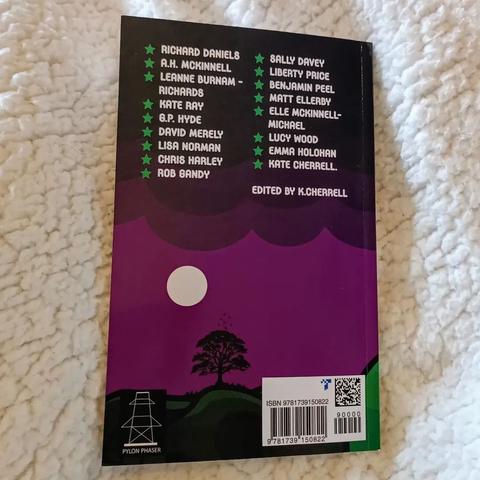 RICHARD DANIELS
A.H. MCKINNELL
LEANNE BURNAM -
RICHARDS
KATE RAY
G.P. HYDE
DAVID MERELY
LISA NORMAN
CHRIS HARLEY
ROB GANDY
SALLY DAVEY
LIBERTY PRICE
BENJAMIN PEEL
MATT ELLERBY
ELLE MCKINNELL-
MICHAEL
LUCY WOOD
EMMA HOLOHAN
KATE CHERRELL.
EDITED BY K.CHERRELL
PYLON PHASER
ISBN 9781739150822
90000
9 781739 150822